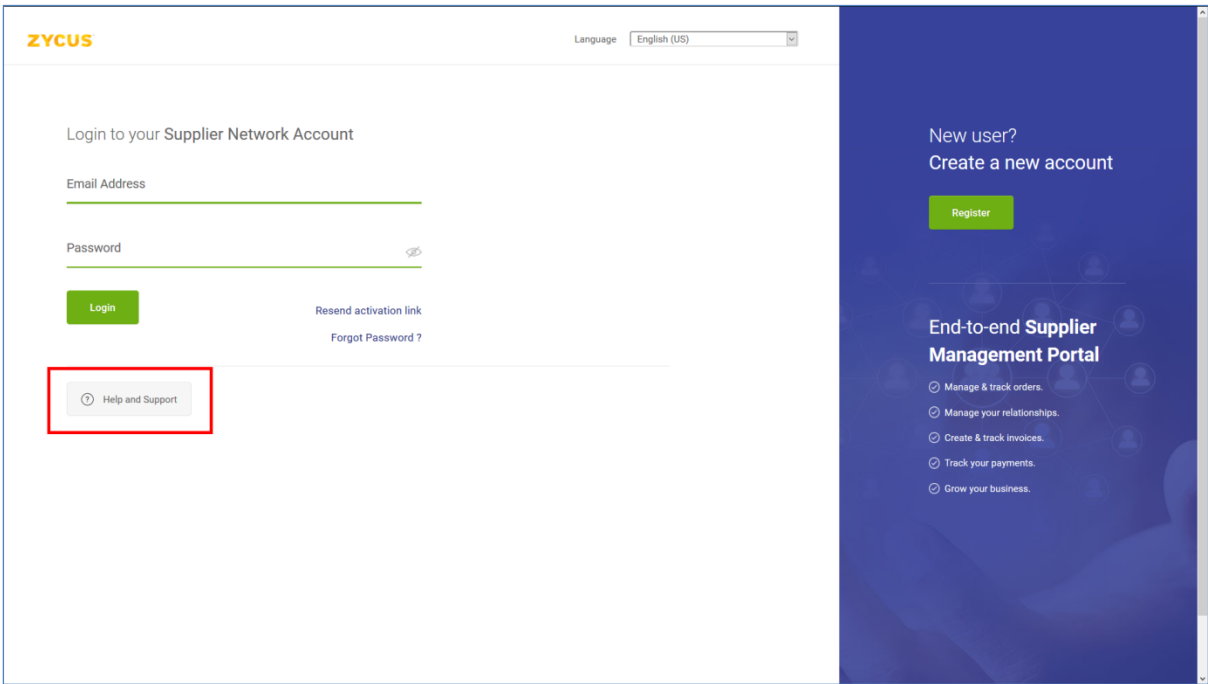 ZYCUS
Language English (US)
Login to your Supplier Network Account
Email Address
Password
Login
Resend activation link
Forgot Password ?
Help and Support
New user?
Create a new account
Register
End-to-end Supplier
Management Portal
Manage & track orders.
Manage your relationships.
Create & track invoices.
Track your payments.
Grow your business.